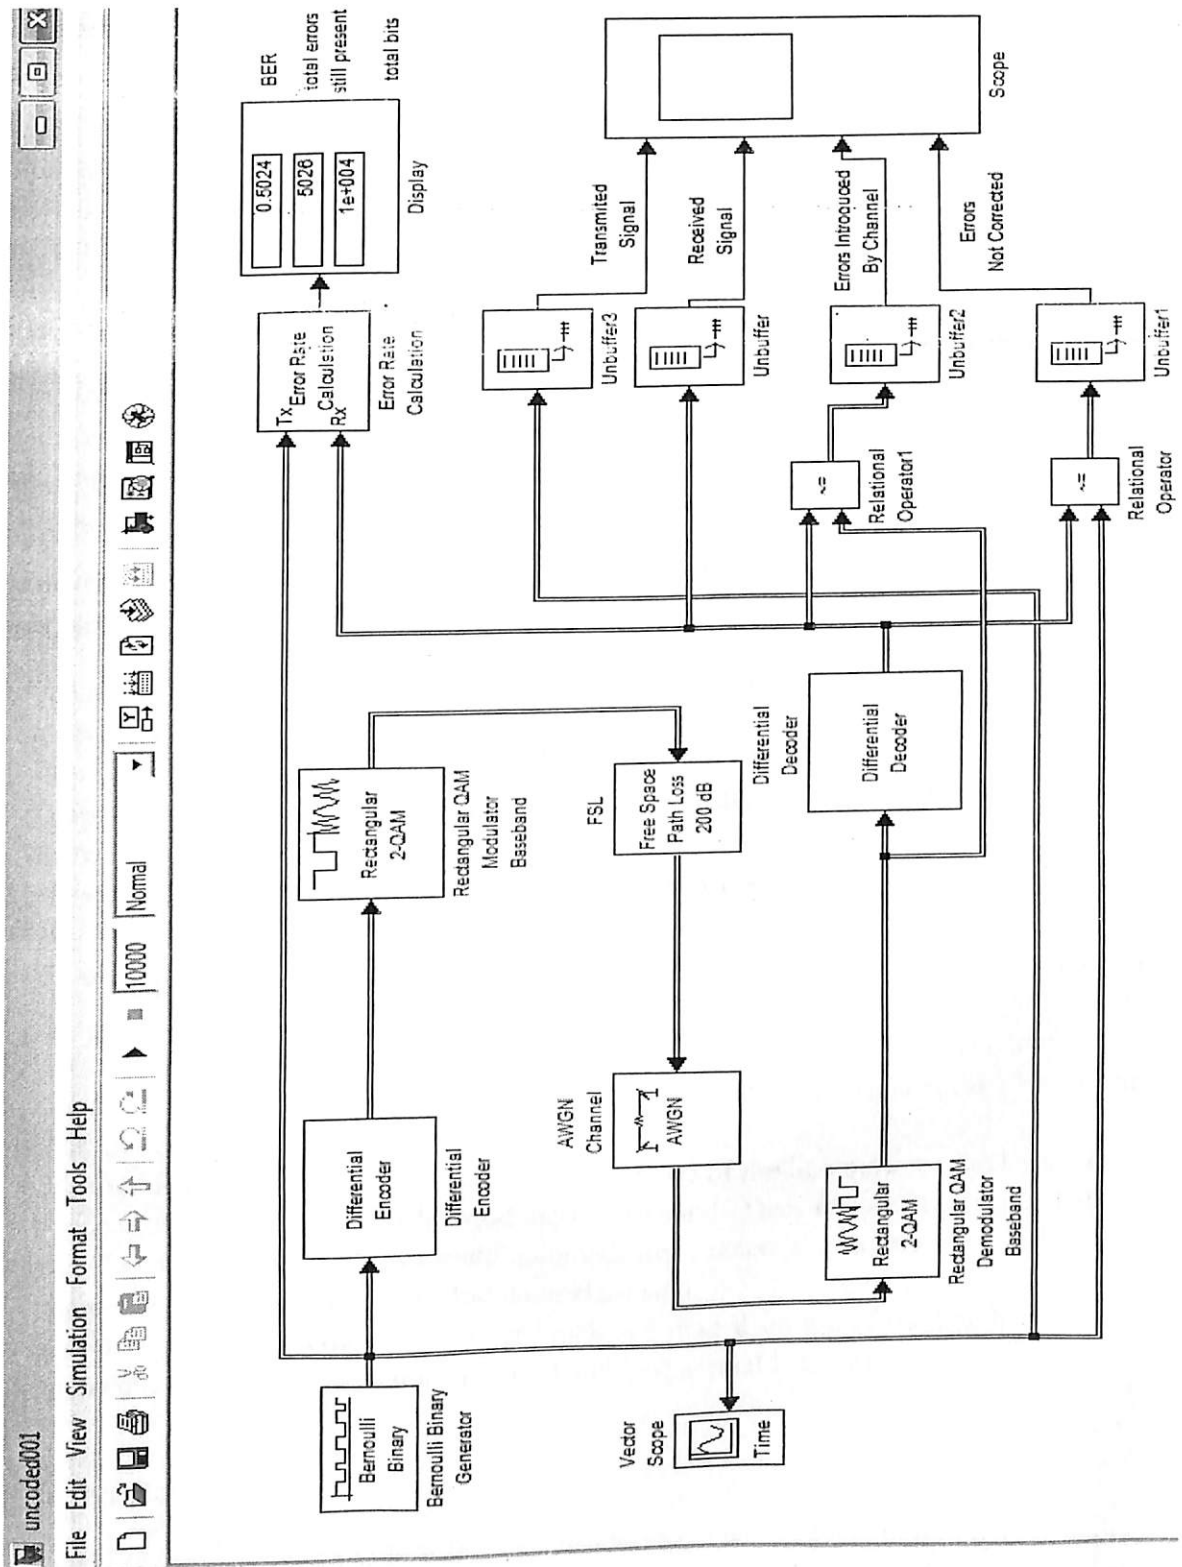 uncoded001
File Edit View Simulation Format Tools Help
10000
Normal
BER
total errors
still present
total bits
0.5024
5026
1e+004
Display
Tx
Error Rate
Calculation
Rx
Error Rate
Calculation
Bernoulli
Binary
Bernoulli Binary
Generator
Differential
Encoder
Differential
Encoder
Rectangular
2-QAM
Rectangular QAM
Modulator
Baseband
FSL
Free Space
Path Loss
200 dB
AWGN
Channel
AWGN
Rectangular
2-QAM
Rectangular QAM
Demodulator
Baseband
Differential
Decoder
Differential
Decoder
Vector
Scope
Time
Unbuffer3
Unbuffer
Unbuffer2
Unbuffer1
~=
Relational
Operator1
~=
Relational
Operator
Transmited
Signal
Received
Signal
Errors Introduced
By Channel
Errors
Not Corrected
Scope